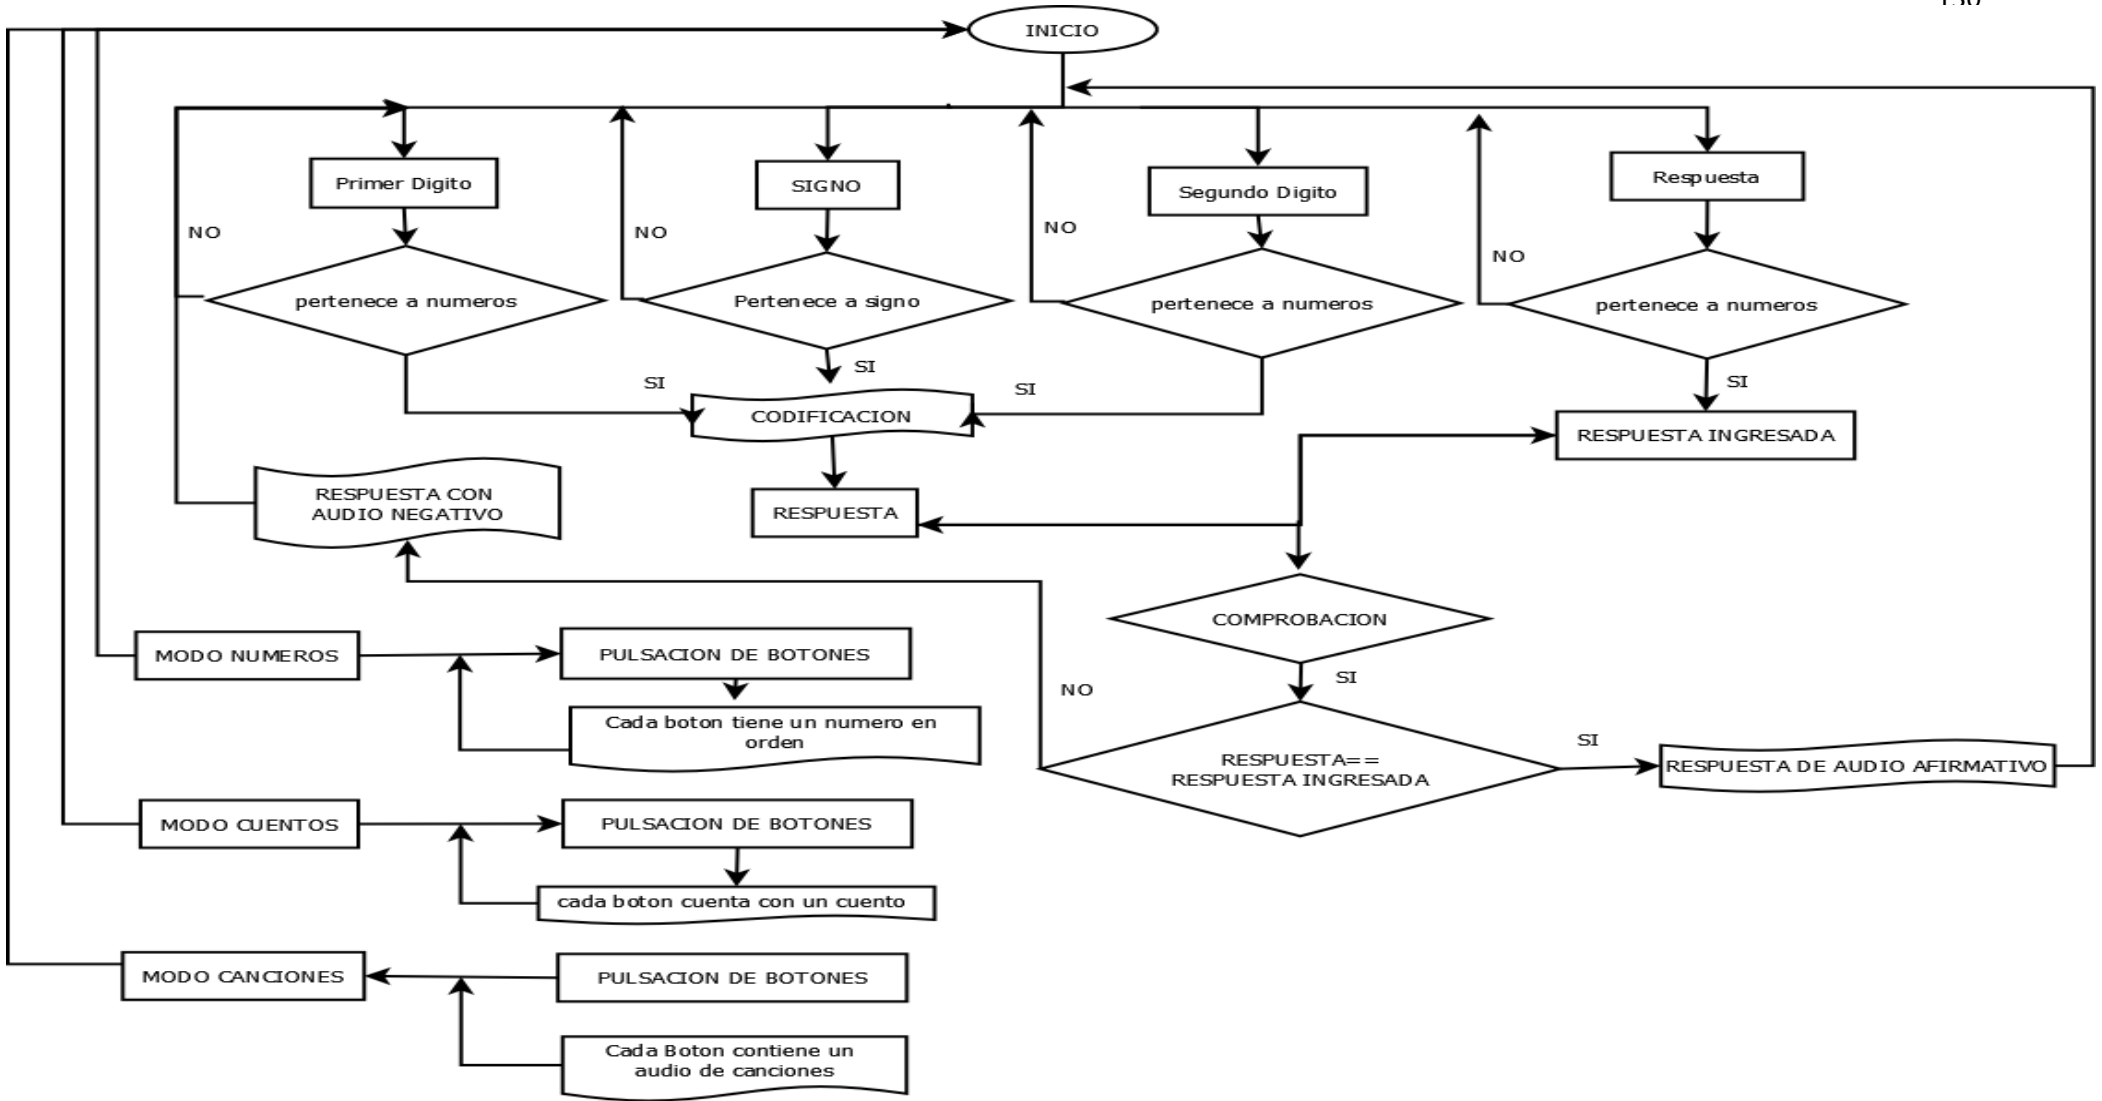 INICIO
Primer Digito
SIGNO
Segundo Digito
Respuesta
NO
NO
NO
NO
pertenece a numeros
Pertenece a signo
pertenece a numeros
pertenece a numeros
SI
SI
SI
SI
CODIFICACION
RESPUESTA INGRESADA
RESPUESTA CON
AUDIO NEGATIVO
RESPUESTA
COMPROBACION
MODO NUMEROS
PULSACION DE BOTONES
SI
NO
Cada boton tiene un numero en
orden
SI
RESPUESTA==
RESPUESTA INGRESADA
RESPUESTA DE AUDIO AFIRMATIVO
MODO CUENTOS
PULSACION DE BOTONES
cada boton cuenta con un cuento
MODO CANCIONES
PULSACION DE BOTONES
Cada Boton contiene un
audio de canciones